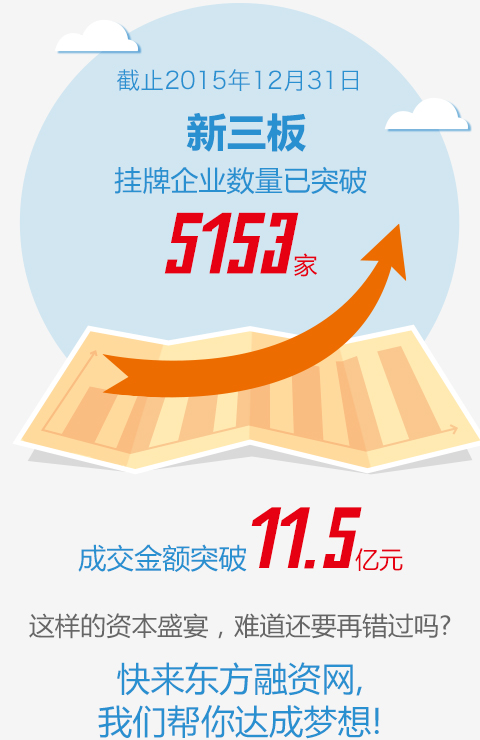 截止2015年12月31日
新三板
挂牌企业数量已突破
5153家
成交金额突破11.5亿元
这样的资本盛宴，难道还要再错过吗?
快来东方融资网,
我们帮你达成梦想!